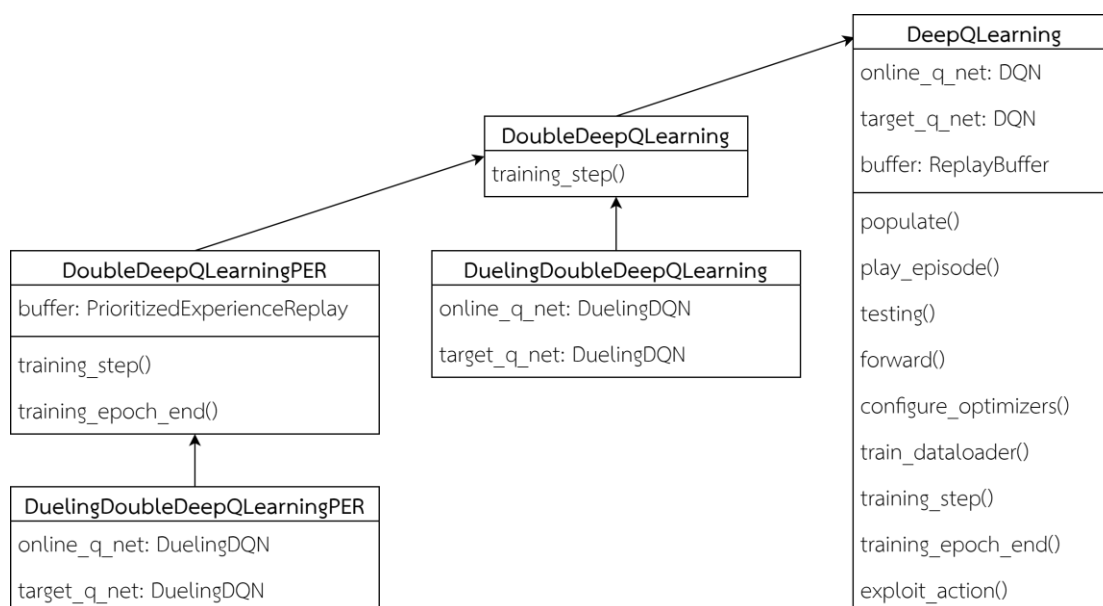 DeepQLearning
online_q_net: DQN
target_q_net: DQN
buffer: ReplayBuffer
populate()
play_episode()
testing()
forward()
configure_optimizers()
train_dataloader()
training_step()
training_epoch_end()
exploit_action()
DoubleDeepQLearning
training_step()
DoubleDeepQLearningPER
buffer: PrioritizedExperienceReplay
training_step()
training_epoch_end()
DuelingDoubleDeepQLearning
online_q_net: DuelingDQN
target_q_net: DuelingDQN
DuelingDoubleDeepQLearningPER
online_q_net: DuelingDQN
target_q_net: DuelingDQN